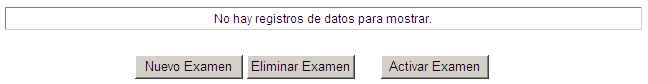 No hay registros de datos para mostrar.
Nuevo Examen Eliminar Examen Activar Examen